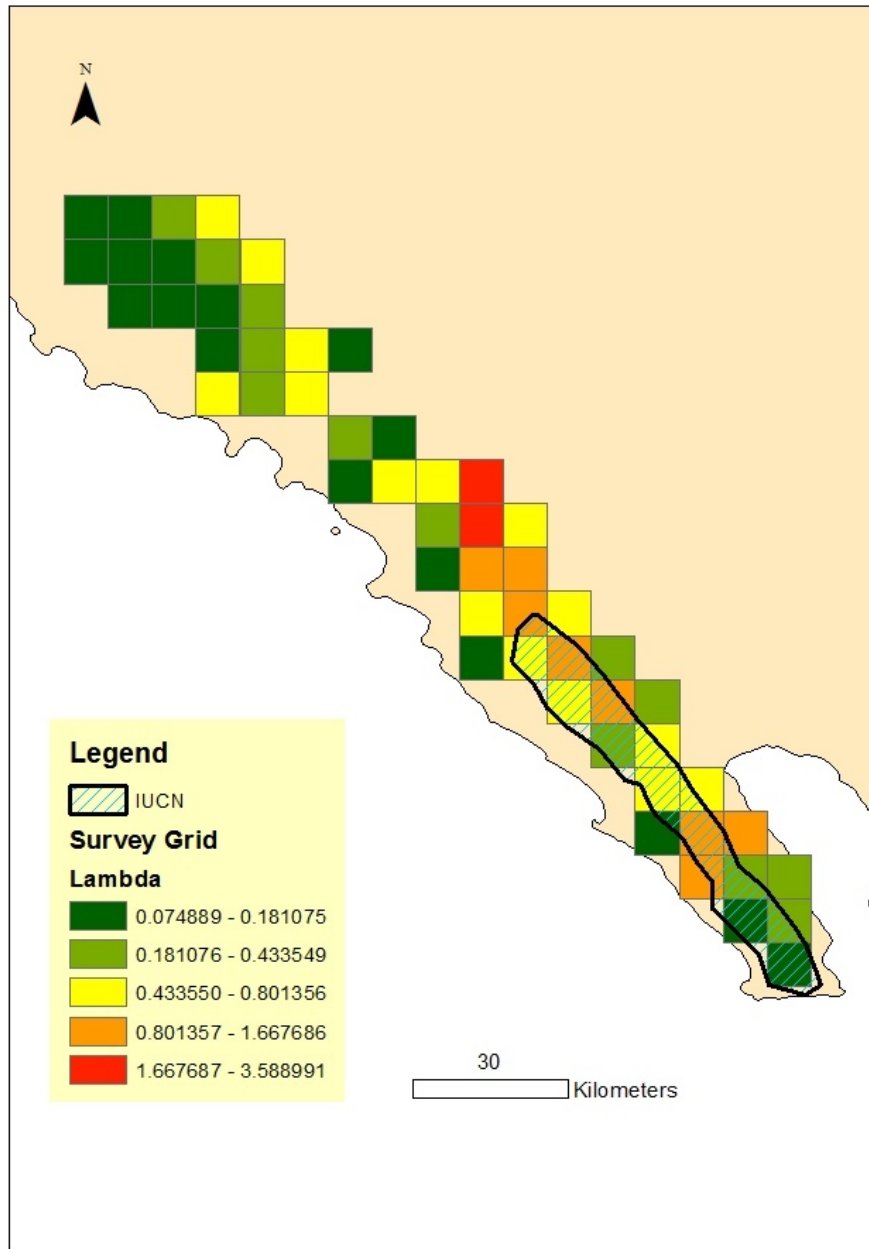 N
Legend
IUCN
Survey Grid
Lambda
0.074889 - 0.181075
0.181076 - 0.433549
0.433550 - 0.801356
0.801357 - 1.667686
1.667687 - 3.588991
30
Kilometers